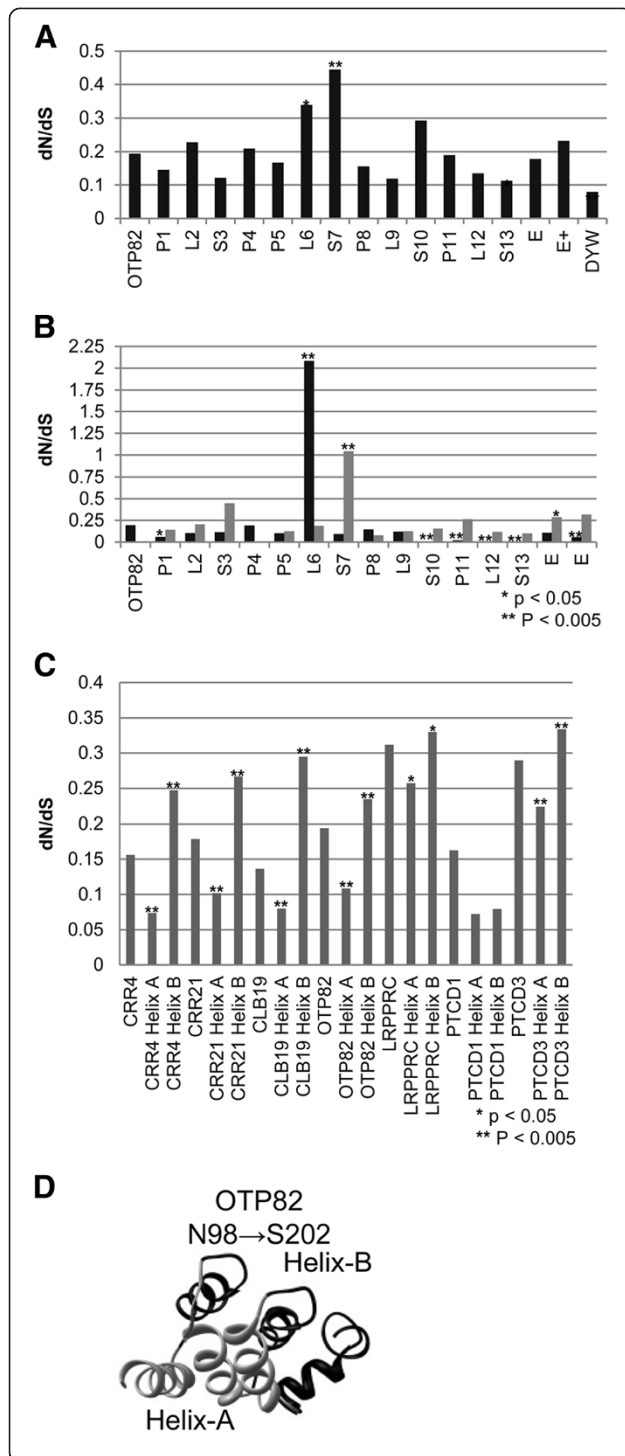 A
dN/dS
0.5
0.4
0.3
0.2
0.1
0
*
**
**
OTP82
P1
L2
S3
P4
P5
L6
S7
P8
L9
S10
P11
L12
S13
E
E+
DYW
B
dN/dS
2.25
2
1.75
1.5
1.25
1
0.75
0.5
0.25
0
*
**
**
**
**
**
**
*
**
OTP82
P1
L2
S3
P4
P5
L6
S7
P8
L9
S10
P11
L12
S13
E
E
* p < 0.05
** P < 0.005
C
dN/dS
0.4
0.35
0.3
0.25
0.2
0.15
0.1
0.05
0
**
**
**
**
**
**
**
**
*
*
**
**
CRR4
CRR4 Helix A
CRR4 Helix B
CRR21
CRR21 Helix A
CRR21 Helix B
CLB19
CLB19 Helix A
CLB19 Helix B
OTP82
OTP82 Helix A
OTP82 Helix B
LRPPRC
LRPPRC Helix A
LRPPRC Helix B
PTCD1
PTCD1 Helix A
PTCD1 Helix B
PTCD3
PTCD3 Helix A
PTCD3 Helix B
* p < 0.05
** P < 0.005
D
OTP82
N98→S202
Helix-B
Helix-A